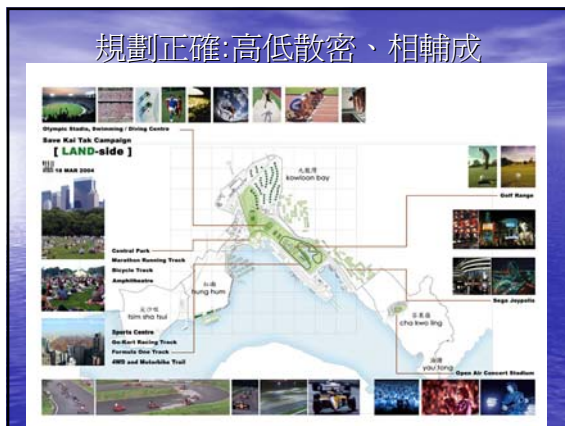 規劃正確:高低散密、相輔成
Olympic Stadia, Swimming / Diving Centre
Save Kai Tak Campaign
[ LAND-side ]
18 MAR 2004
九龍灣
kowloon bay
Golf Range
Central Park
Marathon Running Track
Bicycle Track
Amphitheatre
紅磡
hung hum
尖沙咀
tsim sha tsui
茶果嶺
cha kwo ling
Sega Joypolis
Sports Centre
Go-Kart Racing Track
Formula One Track
4WD and Motorbike Trail
油塘
yau tong
Open Air Concert Stadium